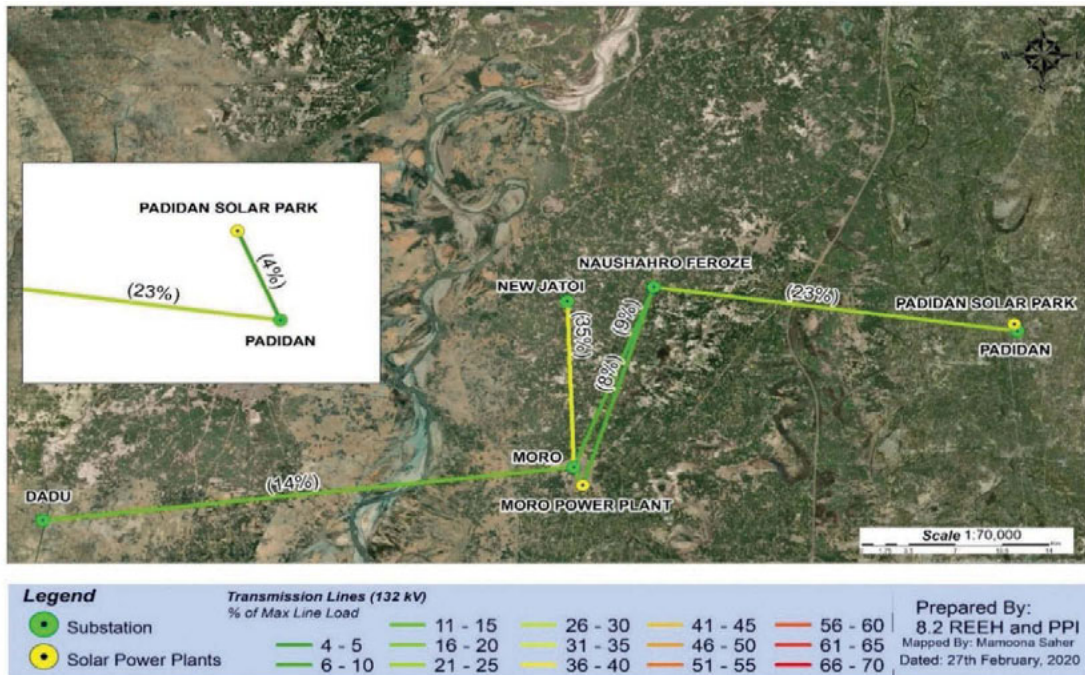 N
PADIDAN SOLAR PARK
(4%)
(23%)
PADIDAN
NAUSHAHRO FEROZE
NEW JATOI
(35%)
(9%)
(8%)
(23%)
PADIDAN SOLAR PARK
PADIDAN
MORO
MORO POWER PLANT
(14%)
DADU
Scale 1:70,000
Legend
Substation
Solar Power Plants
Transmission Lines (132 kV)
% of Max Line Load
4 - 5
6 - 10
11 - 15
16 - 20
21 - 25
26 - 30
31 - 35
36 - 40
41 - 45
46 - 50
51 - 55
56 - 60
61 - 65
66 - 70
Prepared By:
8.2 REEH and PPI
Mapped By: Mamoona Saher
Dated: 27th February, 2020